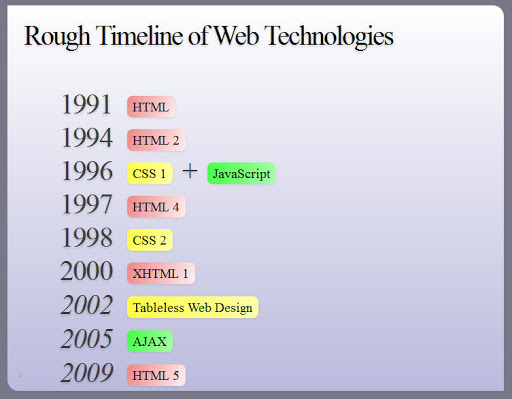 Rough Timeline of Web Technologies
1991 HTML
1994 HTML 2
1996 CSS 1 + JavaScript
1997 HTML 4
1998 CSS 2
2000 XHTML 1
2002 Tableless Web Design
2005 AJAX
2009 HTML 5